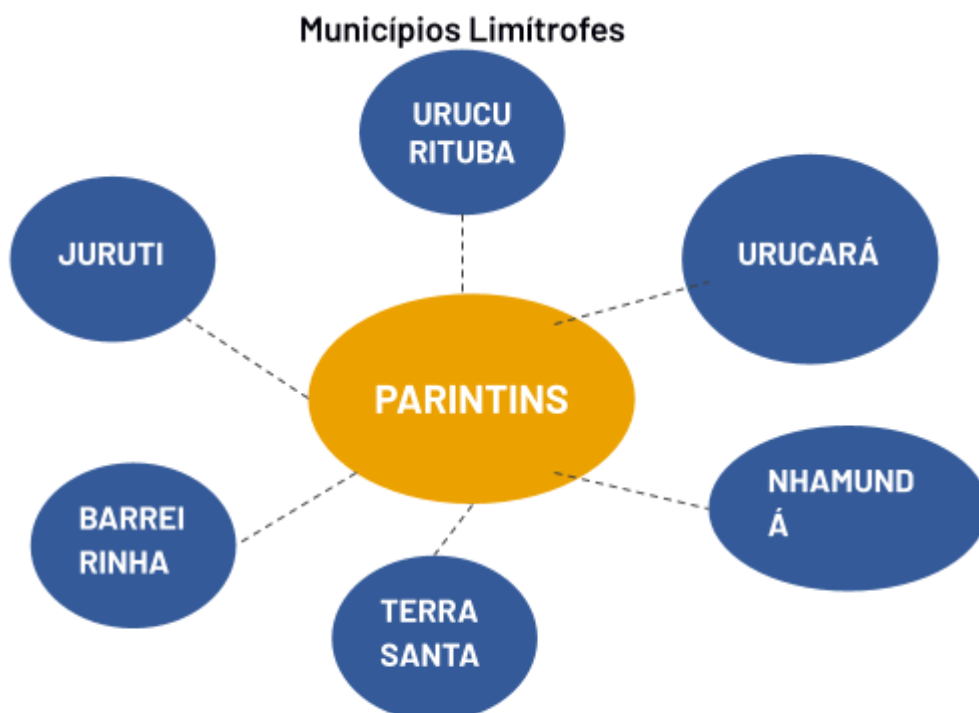 Municípios Limítrofes
URUCU
RITUBA
JURUTI
URUCARÁ
PARINTINS
NHAMUND
Á
BARREI
RINHA
TERRA
SANTA